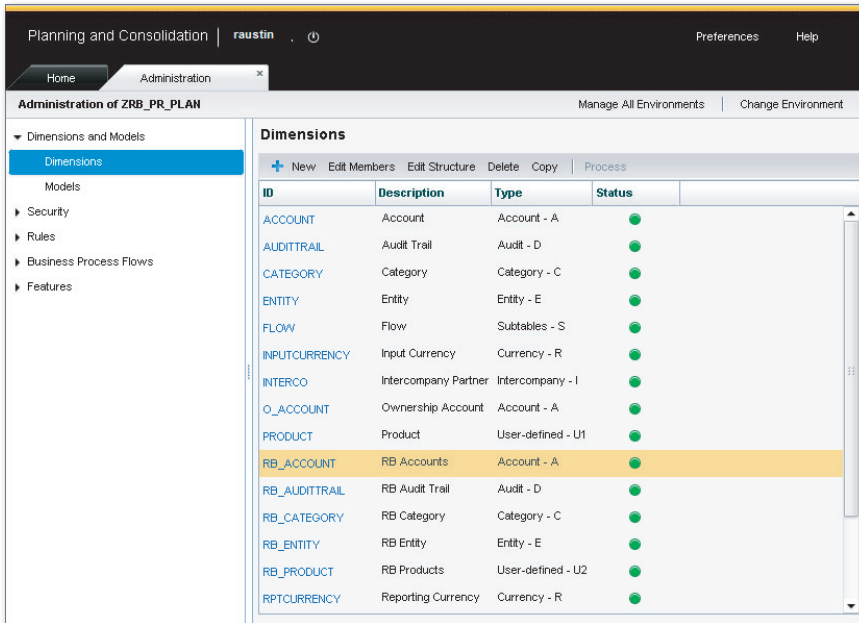 Planning and Consolidation | raustin .
Preferences Help
Home Administration ×
Administration of ZRB_PR_PLAN Manage All Environments | Change Environment
Dimensions and Models
Dimensions
Models
Security
Rules
Business Process Flows
Features
Dimensions
New Edit Members Edit Structure Delete Copy | Process
ID Description Type Status
ACCOUNT Account Account - A
AUDITTRAIL Audit Trail Audit - D
CATEGORY Category Category - C
ENTITY Entity Entity - E
FLOW Flow Subtables - S
INPUTCURRENCY Input Currency Currency - R
INTERCO Intercompany Partner Intercompany - I
O_ACCOUNT Ownership Account Account - A
PRODUCT Product User-defined - U1
RB_ACCOUNT RB Accounts Account - A
RB_AUDITTRAIL RB Audit Trail Audit - D
RB_CATEGORY RB Category Category - C
RB_ENTITY RB Entity Entity - E
RB_PRODUCT RB Products User-defined - U2
RPTCURRENCY Reporting Currency Currency - R